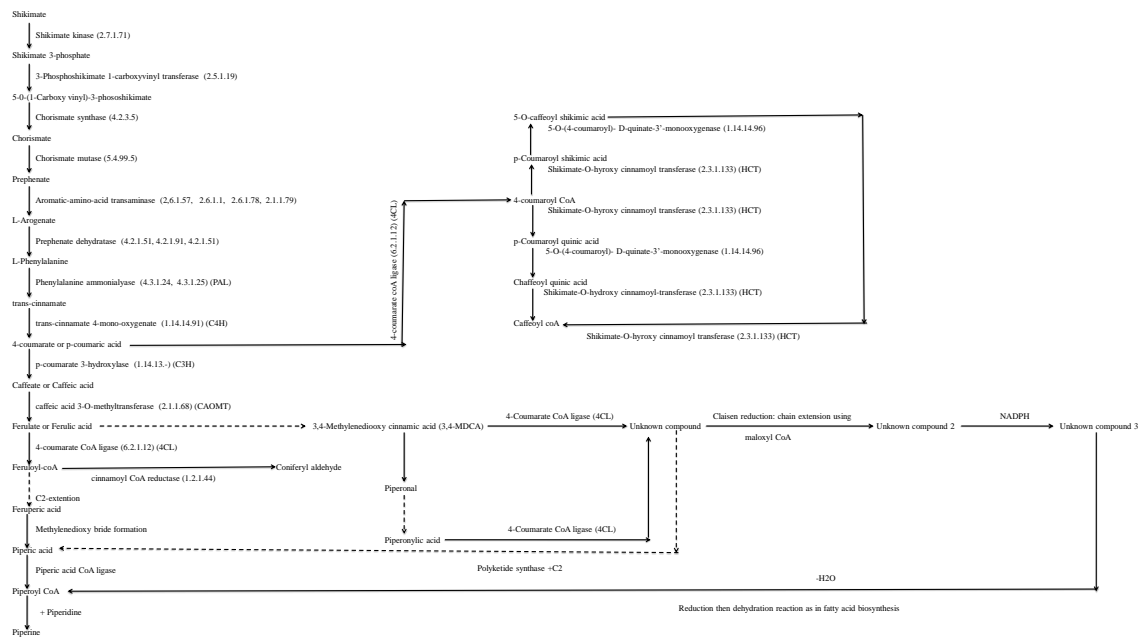 Shikimate
Shikimate kinase (2.7.1.71)
Shikimate 3-phosphate
3-Phosphoshikimate 1-carboxyvinyl transferase (2.5.1.19)
5-0-(1-Carboxy vinyl)-3-phososhikimate
Chorismate synthase (4.2.3.5)
Chorismate
Chorismate mutase (5.4.99.5)
Prephenate
Aromatic-amino-acid transaminase (2,6.1.57, 2.6.1.1, 2.6.1.78, 2.1.1.79)
L-Arogenate
Prephenate dehydratase (4.2.1.51, 4.2.1.91, 4.2.1.51)
L-Phenylalanine
Phenylalanine ammonialyase (4.3.1.24, 4.3.1.25) (PAL)
trans-cinnamate
trans-cinnamate 4-mono-oxygenate (1.14.14.91) (C4H)
4-coumarate or p-coumaric acid
p-coumarate 3-hydroxylase (1.14.13.-) (C3H)
Caffeate or Caffeic acid
caffeic acid 3-O-methyltransferase (2.1.1.68) (CAOMT)
Ferulate or Ferulic acid
4-coumarate CoA ligase (6.2.1.12) (4CL)
Feruloyl-coA
cinnamoyl CoA reductase (1.2.1.44)
Coniferyl aldehyde
C2-extention
Feruperic acid
Methylenedioxy bride formation
Piperic acid
Piperic acid CoA ligase
Piperoyl CoA
+ Piperidine
Piperine
4-coumarate coA ligase (6.2.1.12) (4CL)
5-O-caffeoyl shikimic acid
5-O-(4-coumaroyl)- D-quinate-3'-monooxygenase (1.14.14.96)
p-Coumaroyl shikimic acid
Shikimate-O-hyroxy cinnamoyl transferase (2.3.1.133) (HCT)
4-coumaroyl CoA
Shikimate-O-hyroxy cinnamoyl transferase (2.3.1.133) (HCT)
p-Coumaroyl quinic acid
5-O-(4-coumaroyl)- D-quinate-3'-monooxygenase (1.14.14.96)
Chaffeoyl quinic acid
Shikimate-O-hydroxy cinnamoyl-transferase (2.3.1.133) (HCT)
Caffeoyl coA
Shikimate-O-hyroxy cinnamoyl transferase (2.3.1.133) (HCT)
3,4-Methylenediooxy cinnamic acid (3,4-MDCA)
4-Coumarate CoA ligase (4CL)
Unknown compound
Claisen reduction: chain extension using
maloxyl CoA
Unknown compound 2
NADPH
Unknown compound 3
Piperonal
Piperonylic acid
4-Coumarate CoA ligase (4CL)
Polyketide synthase +C2
-H2O
Reduction then dehydration reaction as in fatty acid biosynthesis